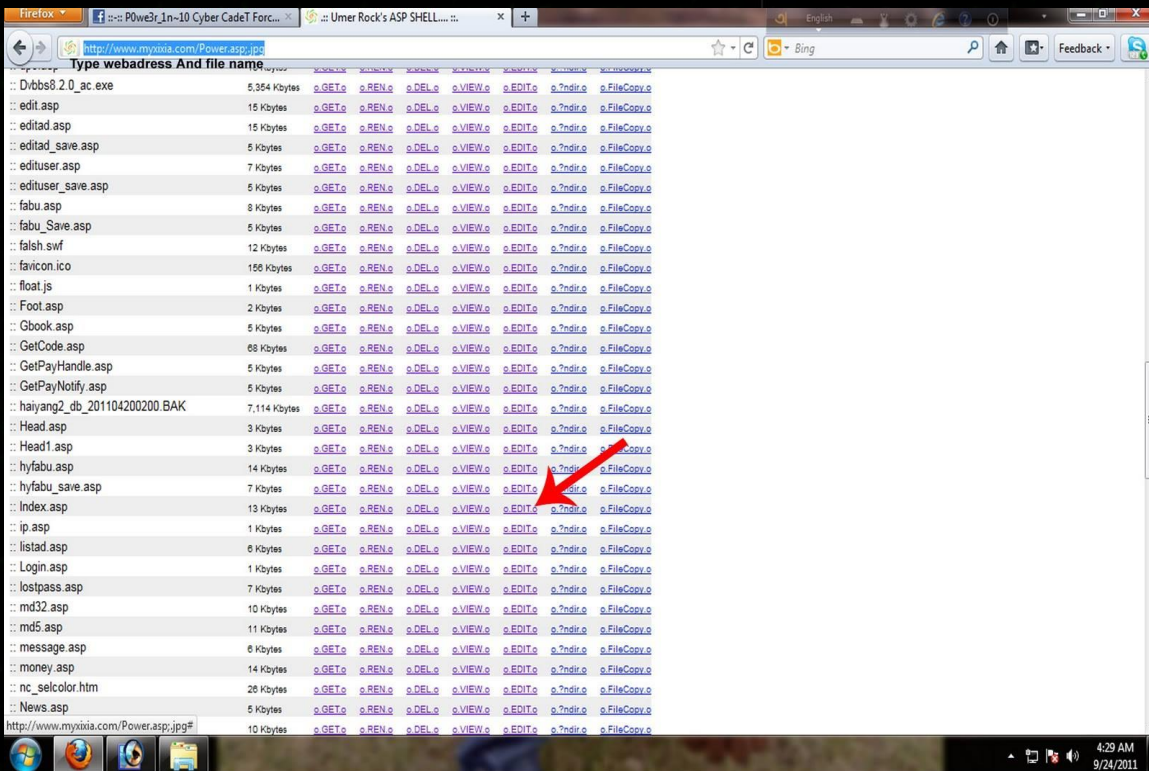 Firefox
::-:: P0we3r_1n~10 Cyber CadeT Forc... ×
.:: Umer Rock's ASP SHELL.... ::. ×
English
http://www.myxixia.com/Power.asp;.jpg
Bing
Feedback
Type webadress And file name
:: Dvbbs8.2.0_ac.exe 5,354 Kbytes o.GET.o o.REN.o o.DEL.o o.VIEW.o o.EDIT.o o.?ndir.o o.FileCopy.o
:: edit.asp 15 Kbytes o.GET.o o.REN.o o.DEL.o o.VIEW.o o.EDIT.o o.?ndir.o o.FileCopy.o
:: editad.asp 15 Kbytes o.GET.o o.REN.o o.DEL.o o.VIEW.o o.EDIT.o o.?ndir.o o.FileCopy.o
:: editad_save.asp 5 Kbytes o.GET.o o.REN.o o.DEL.o o.VIEW.o o.EDIT.o o.?ndir.o o.FileCopy.o
:: edituser.asp 7 Kbytes o.GET.o o.REN.o o.DEL.o o.VIEW.o o.EDIT.o o.?ndir.o o.FileCopy.o
:: edituser_save.asp 5 Kbytes o.GET.o o.REN.o o.DEL.o o.VIEW.o o.EDIT.o o.?ndir.o o.FileCopy.o
:: fabu.asp 8 Kbytes o.GET.o o.REN.o o.DEL.o o.VIEW.o o.EDIT.o o.?ndir.o o.FileCopy.o
:: fabu_Save.asp 5 Kbytes o.GET.o o.REN.o o.DEL.o o.VIEW.o o.EDIT.o o.?ndir.o o.FileCopy.o
:: falsh.swf 12 Kbytes o.GET.o o.REN.o o.DEL.o o.VIEW.o o.EDIT.o o.?ndir.o o.FileCopy.o
:: favicon.ico 156 Kbytes o.GET.o o.REN.o o.DEL.o o.VIEW.o o.EDIT.o o.?ndir.o o.FileCopy.o
:: float.js 1 Kbytes o.GET.o o.REN.o o.DEL.o o.VIEW.o o.EDIT.o o.?ndir.o o.FileCopy.o
:: Foot.asp 2 Kbytes o.GET.o o.REN.o o.DEL.o o.VIEW.o o.EDIT.o o.?ndir.o o.FileCopy.o
:: Gbook.asp 5 Kbytes o.GET.o o.REN.o o.DEL.o o.VIEW.o o.EDIT.o o.?ndir.o o.FileCopy.o
:: GetCode.asp 68 Kbytes o.GET.o o.REN.o o.DEL.o o.VIEW.o o.EDIT.o o.?ndir.o o.FileCopy.o
:: GetPayHandle.asp 5 Kbytes o.GET.o o.REN.o o.DEL.o o.VIEW.o o.EDIT.o o.?ndir.o o.FileCopy.o
:: GetPayNotify.asp 5 Kbytes o.GET.o o.REN.o o.DEL.o o.VIEW.o o.EDIT.o o.?ndir.o o.FileCopy.o
:: haiyang2_db_201104200200.BAK 7,114 Kbytes o.GET.o o.REN.o o.DEL.o o.VIEW.o o.EDIT.o o.?ndir.o o.FileCopy.o
:: Head.asp 3 Kbytes o.GET.o o.REN.o o.DEL.o o.VIEW.o o.EDIT.o o.?ndir.o o.FileCopy.o
:: Head1.asp 3 Kbytes o.GET.o o.REN.o o.DEL.o o.VIEW.o o.EDIT.o o.?ndir.o
:: hyfabu.asp 14 Kbytes o.GET.o o.REN.o o.DEL.o o.VIEW.o o.EDIT.o o.FileCopy.o
:: hyfabu_save.asp 7 Kbytes o.GET.o o.REN.o o.DEL.o o.VIEW.o o.EDIT.o o.FileCopy.o
:: Index.asp 13 Kbytes o.GET.o o.REN.o o.DEL.o o.VIEW.o o.EDIT.o o.?ndir.o o.FileCopy.o
:: ip.asp 1 Kbytes o.GET.o o.REN.o o.DEL.o o.VIEW.o o.EDIT.o o.?ndir.o o.FileCopy.o
:: listad.asp 6 Kbytes o.GET.o o.REN.o o.DEL.o o.VIEW.o o.EDIT.o o.?ndir.o o.FileCopy.o
:: Login.asp 1 Kbytes o.GET.o o.REN.o o.DEL.o o.VIEW.o o.EDIT.o o.?ndir.o o.FileCopy.o
:: lostpass.asp 7 Kbytes o.GET.o o.REN.o o.DEL.o o.VIEW.o o.EDIT.o o.?ndir.o o.FileCopy.o
:: md32.asp 10 Kbytes o.GET.o o.REN.o o.DEL.o o.VIEW.o o.EDIT.o o.?ndir.o o.FileCopy.o
:: md5.asp 11 Kbytes o.GET.o o.REN.o o.DEL.o o.VIEW.o o.EDIT.o o.?ndir.o o.FileCopy.o
:: message.asp 6 Kbytes o.GET.o o.REN.o o.DEL.o o.VIEW.o o.EDIT.o o.?ndir.o o.FileCopy.o
:: money.asp 14 Kbytes o.GET.o o.REN.o o.DEL.o o.VIEW.o o.EDIT.o o.?ndir.o o.FileCopy.o
:: nc_selcolor.htm 26 Kbytes o.GET.o o.REN.o o.DEL.o o.VIEW.o o.EDIT.o o.?ndir.o o.FileCopy.o
:: News.asp 5 Kbytes o.GET.o o.REN.o o.DEL.o o.VIEW.o o.EDIT.o o.?ndir.o o.FileCopy.o
http://www.myxixia.com/Power.asp;.jpg# 10 Kbytes o.GET.o o.REN.o o.DEL.o o.VIEW.o o.EDIT.o o.?ndir.o o.FileCopy.o
4:29 AM
9/24/2011